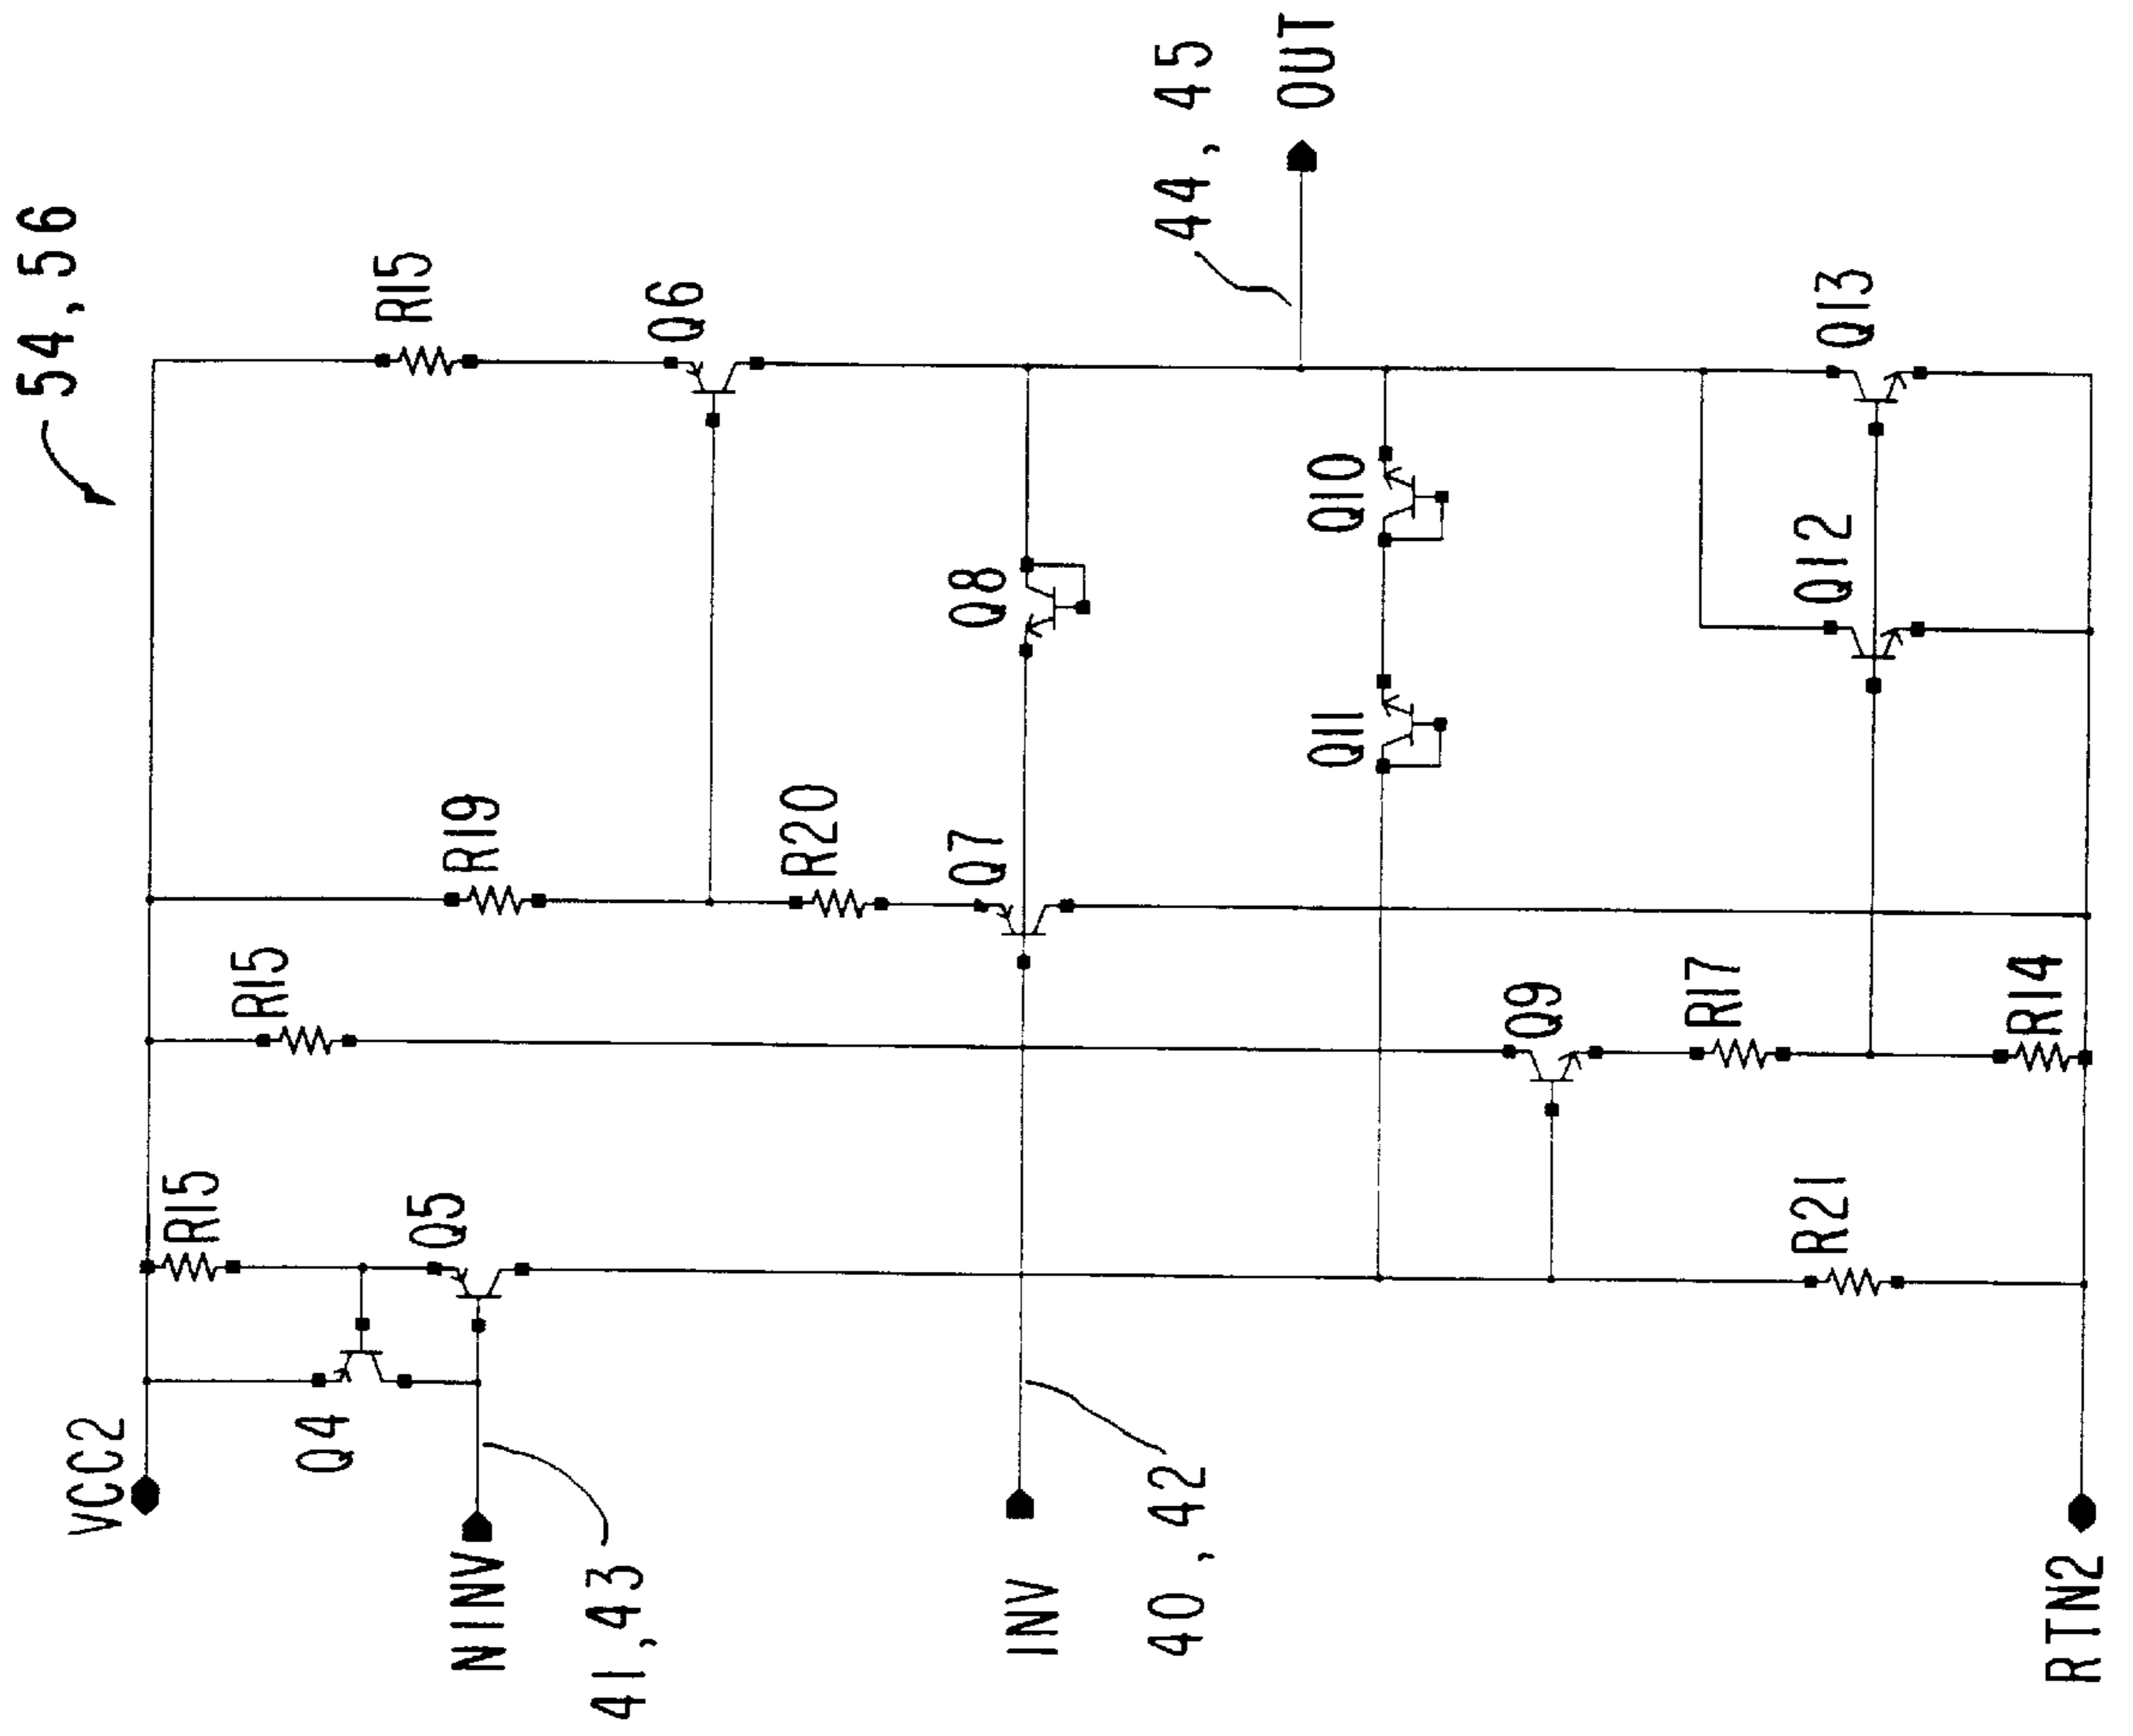 54, 56
VCC2
R15
R15
R19
R15
Q4
Q5
Q6
NINV
41, 43
R20
Q7
Q8
INV
40, 42
44, 45
OUT
Q11
Q10
Q9
R17
Q12
Q13
R21
R14
RTN2